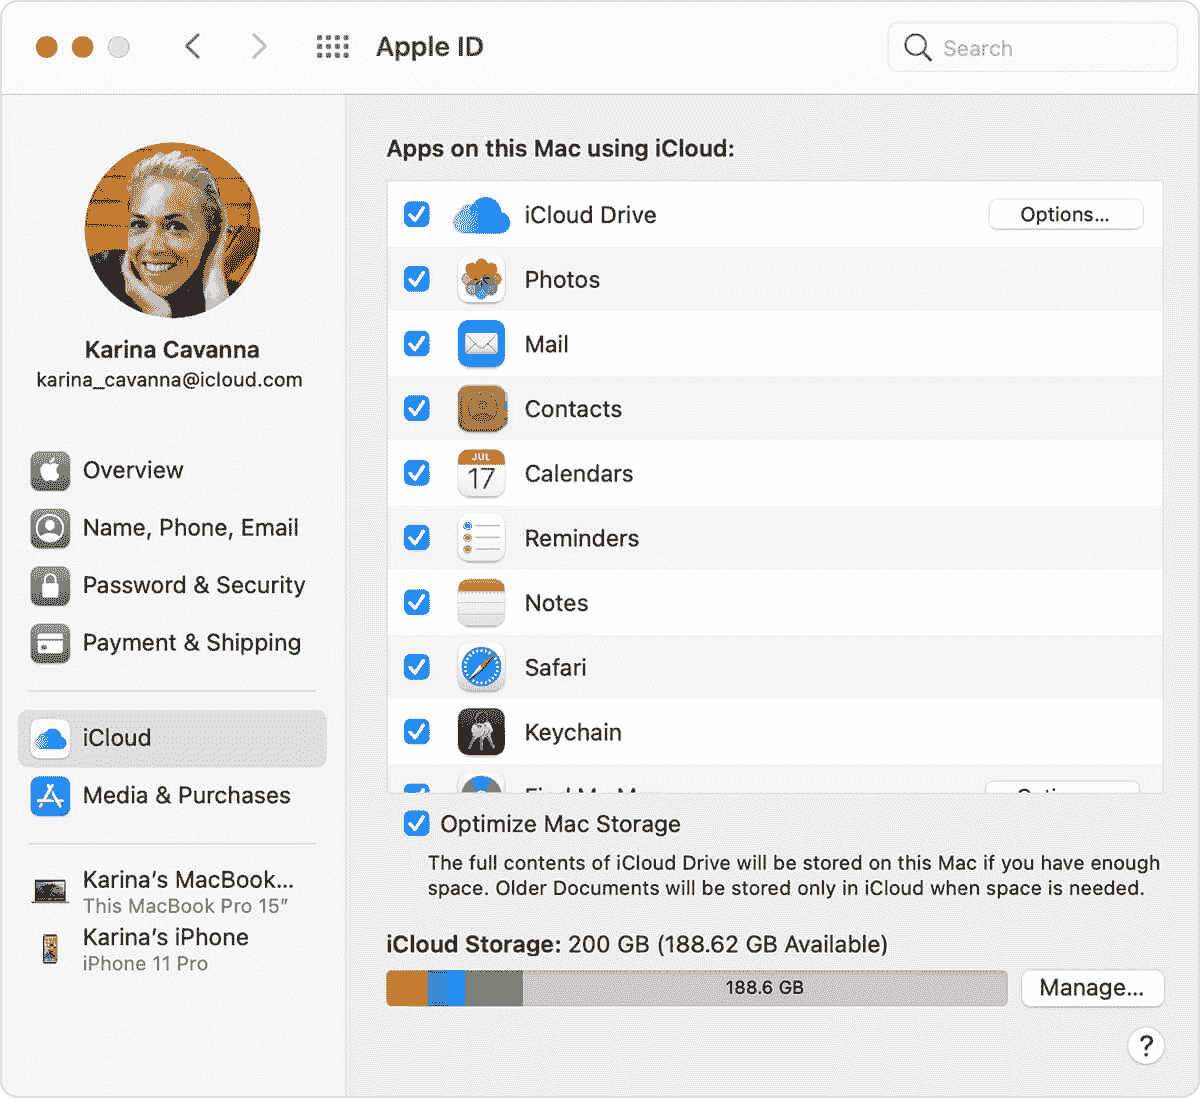 Apple ID
Search
Karina Cavanna
karina_cavanna@icloud.com
Overview
Name, Phone, Email
Password & Security
Payment & Shipping
iCloud
Media & Purchases
Karina’s MacBook...
This MacBook Pro 15”
Karina’s iPhone
iPhone 11 Pro
Apps on this Mac using iCloud:
iCloud Drive
Options...
Photos
Mail
Contacts
JUL
17
Calendars
Reminders
Notes
Safari
Keychain
Optimize Mac Storage
The full contents of iCloud Drive will be stored on this Mac if you have enough
space. Older Documents will be stored only in iCloud when space is needed.
iCloud Storage: 200 GB (188.62 GB Available)
188.6 GB
Manage...
?